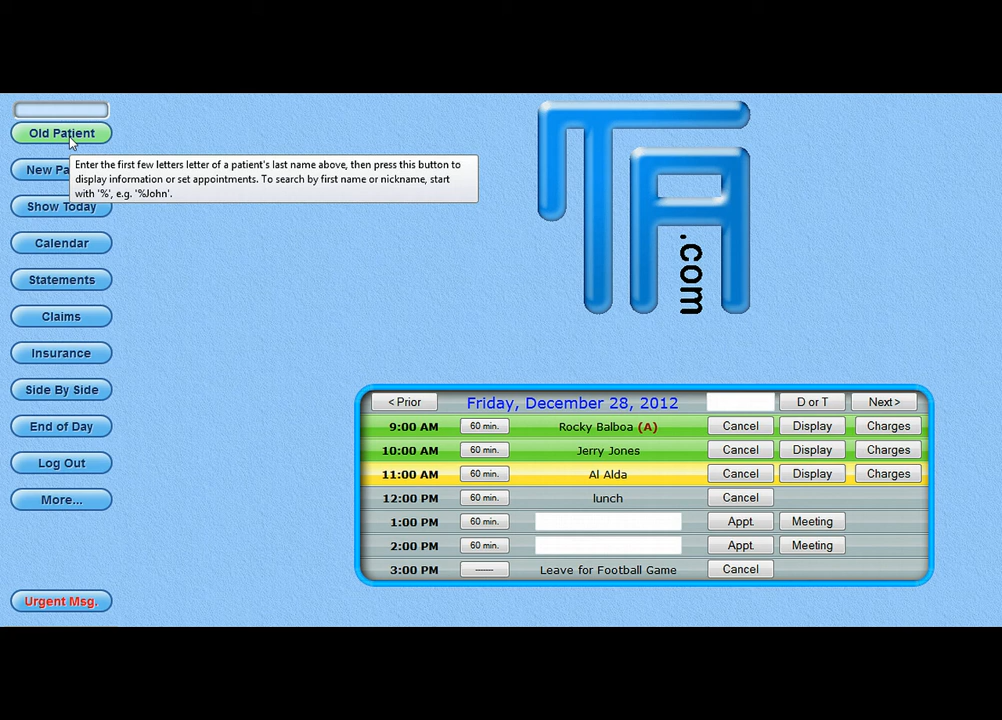 Old Patient
Enter the first few letters letter of a patient's last name above, then press this button to
display information or set appointments. To search by first name or nickname, start
with '%', e.g. '%John'.
New Pa
Show Today
Calendar
Statements
Claims
Insurance
Side By Side
End of Day
Log Out
More...
Urgent Msg.
TA
.com
< Prior Friday, December 28, 2012 D or T Next >
9:00 AM 60 min. Rocky Balboa (A) Cancel Display Charges
10:00 AM 60 min. Jerry Jones Cancel Display Charges
11:00 AM 60 min. Al Alda Cancel Display Charges
12:00 PM 60 min. lunch Cancel
1:00 PM 60 min. Appt. Meeting
2:00 PM 60 min. Appt. Meeting
3:00 PM ----- Leave for Football Game Cancel